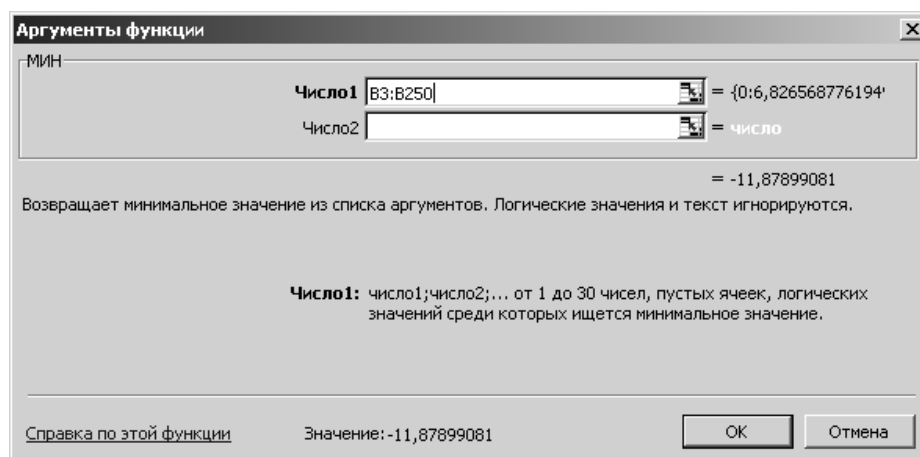 Аргументы функции
МИН
Число1 B3:B250 = {0:6,826568776194
Число2 = число
= -11,87899081
Возвращает минимальное значение из списка аргументов. Логические значения и текст игнорируются.
Число1: число1;число2;... от 1 до 30 чисел, пустых ячеек, логических
значений среди которых ищется минимальное значение.
Справка по этой функции Значение:-11,87899081 OK Отмена